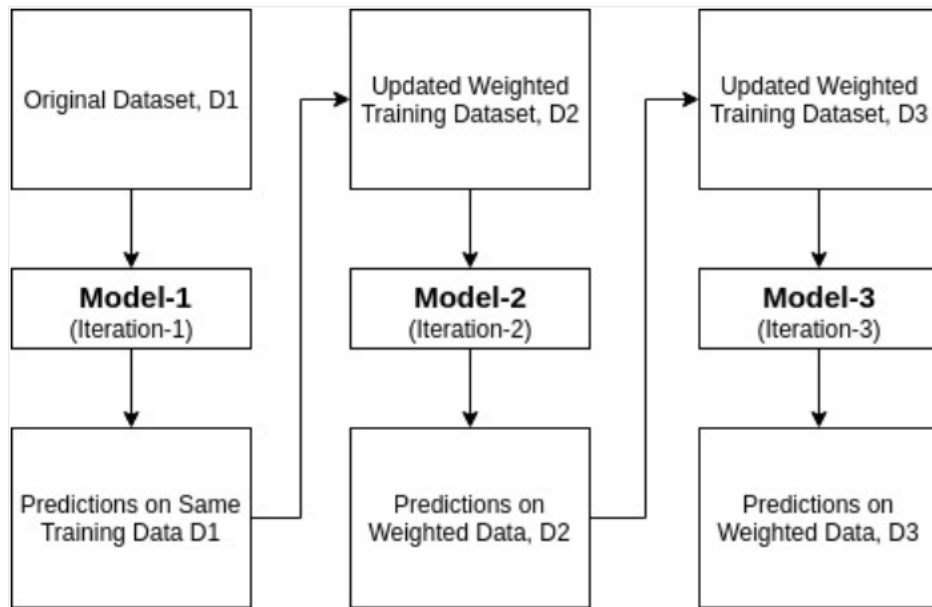 Original Dataset, D1
Updated Weighted
Training Dataset, D2
Updated Weighted
Training Dataset, D3
Model-1
(Iteration-1)
Model-2
(Iteration-2)
Model-3
(Iteration-3)
Predictions on Same
Training Data D1
Predictions on
Weighted Data, D2
Predictions on
Weighted Data, D3